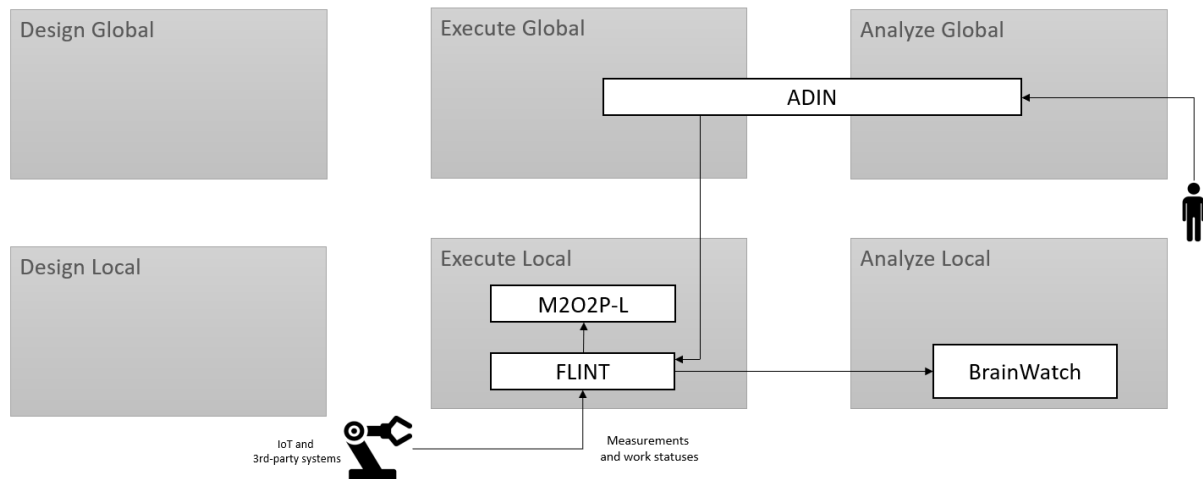 Design Global
Execute Global
Analyze Global
ADIN
Design Local
Execute Local
Analyze Local
M2O2P-L
FLINT
BrainWatch
IoT and
3rd-party systems
Measurements
and work statuses